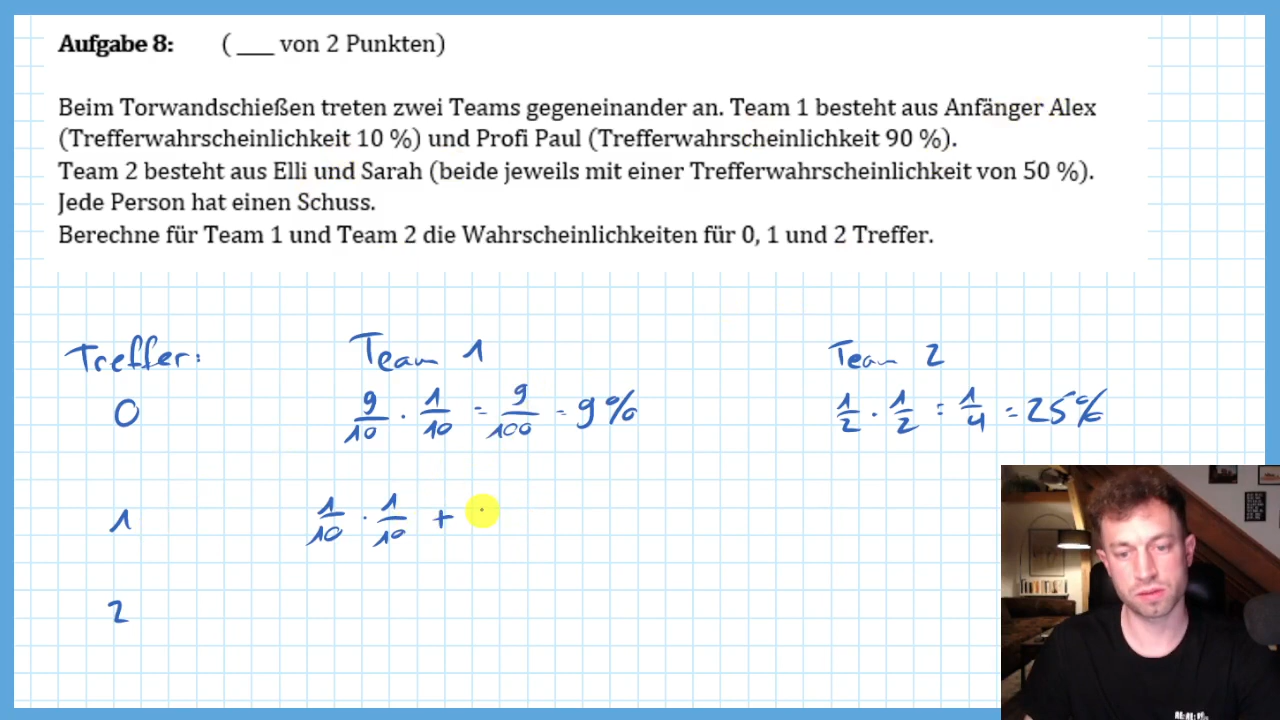 Aufgabe 8: ( ___ von 2 Punkten)
Beim Torwandschießen treten zwei Teams gegeneinander an. Team 1 besteht aus Anfänger Alex
(Trefferwahrscheinlichkeit 10 %) und Profi Paul (Trefferwahrscheinlichkeit 90 %).
Team 2 besteht aus Elli und Sarah (beide jeweils mit einer Trefferwahrscheinlichkeit von 50 %).
Jede Person hat einen Schuss.
Berechne für Team 1 und Team 2 die Wahrscheinlichkeiten für 0, 1 und 2 Treffer.
Treffer: Team 1 Team 2
0 9/10 · 1/10 = 9/100 = 9% 1/2 · 1/2 = 1/4 = 25%
1 1/10 · 1/10 +
2